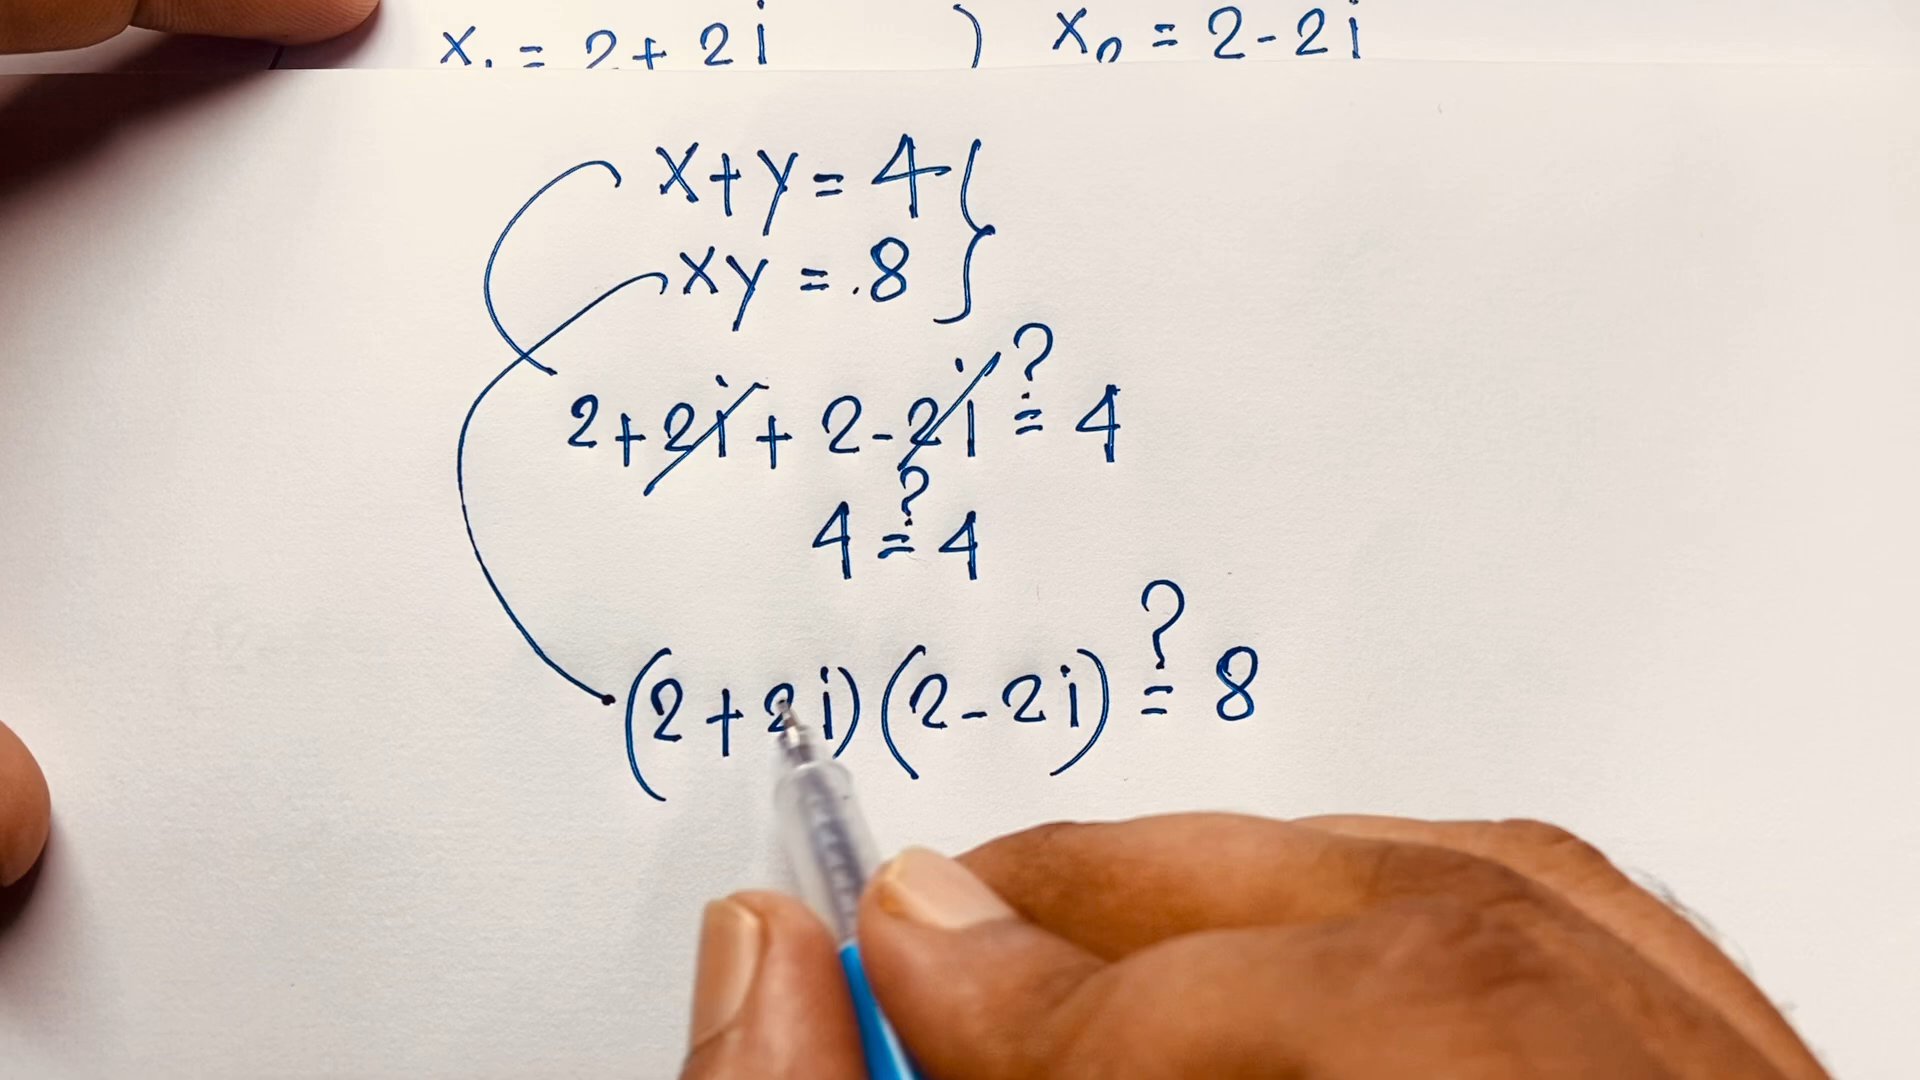 x₁ = 2 + 2i ) x₂ = 2 - 2i
x + y = 4 }
xy = .8
2 + 2i + 2 - 2i ≟ 4
4 ≟ 4
(2 + 2i)(2 - 2i) ≟ 8